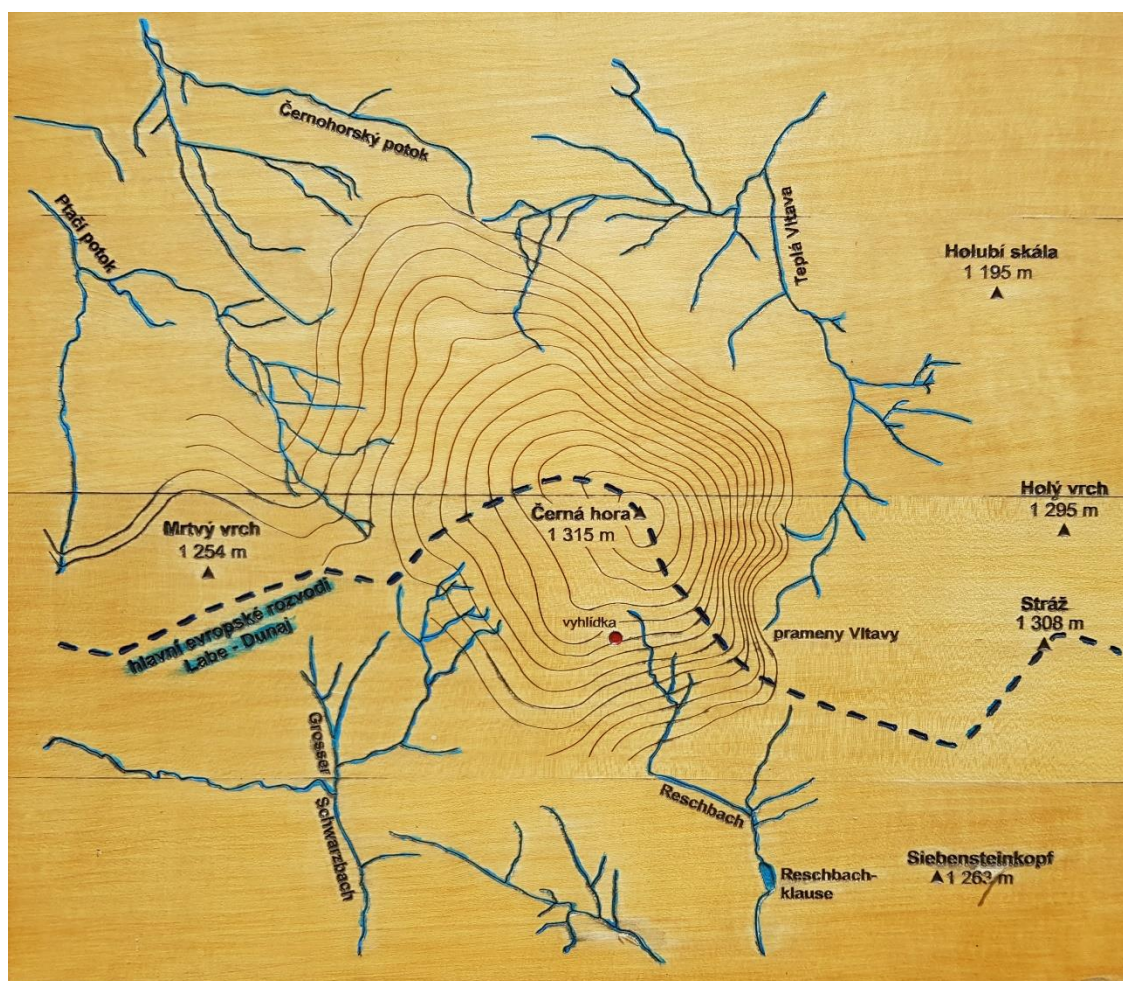 Černohorský potok
Ptačí potok
Teplá Vltava
Holubí skála
1 195 m
Černá hora
1 315 m
Holý vrch
1 295 m
Mrtvý vrch
1 254 m
hlavní evropské rozvodí
Labe - Dunaj
vyhlídka
prameny Vltavy
Stráž
1 308 m
Grosser
Schwarzbach
Reschbach
Reschbach-
klause
Siebensteinkopf
1 263 m